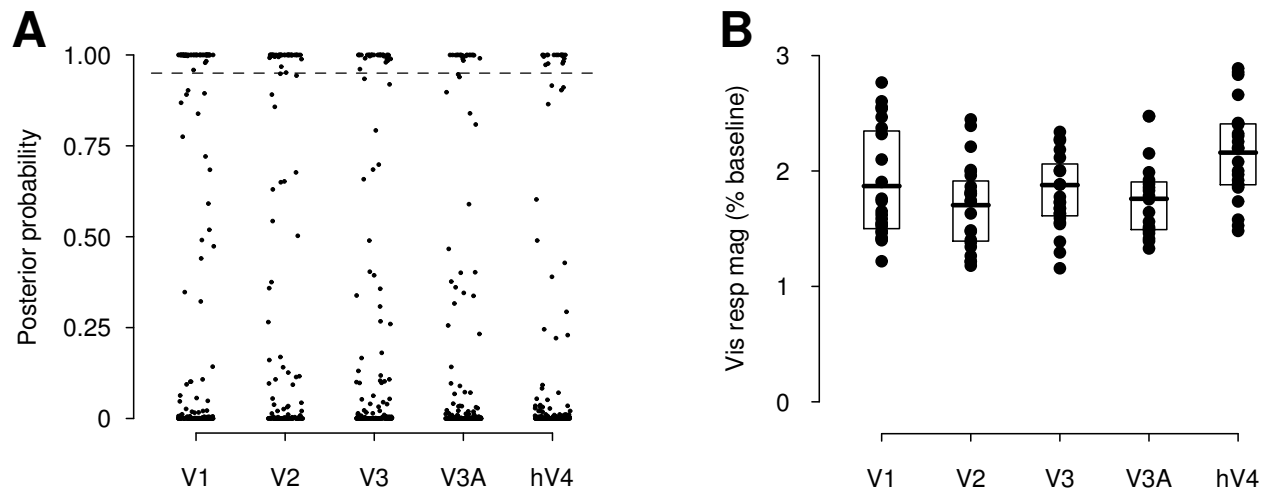 A
Posterior probability
1.00
0.75
0.50
0.25
0
V1 V2 V3 V3A hV4
B
Vis resp mag (% baseline)
3
2
1
0
V1 V2 V3 V3A hV4